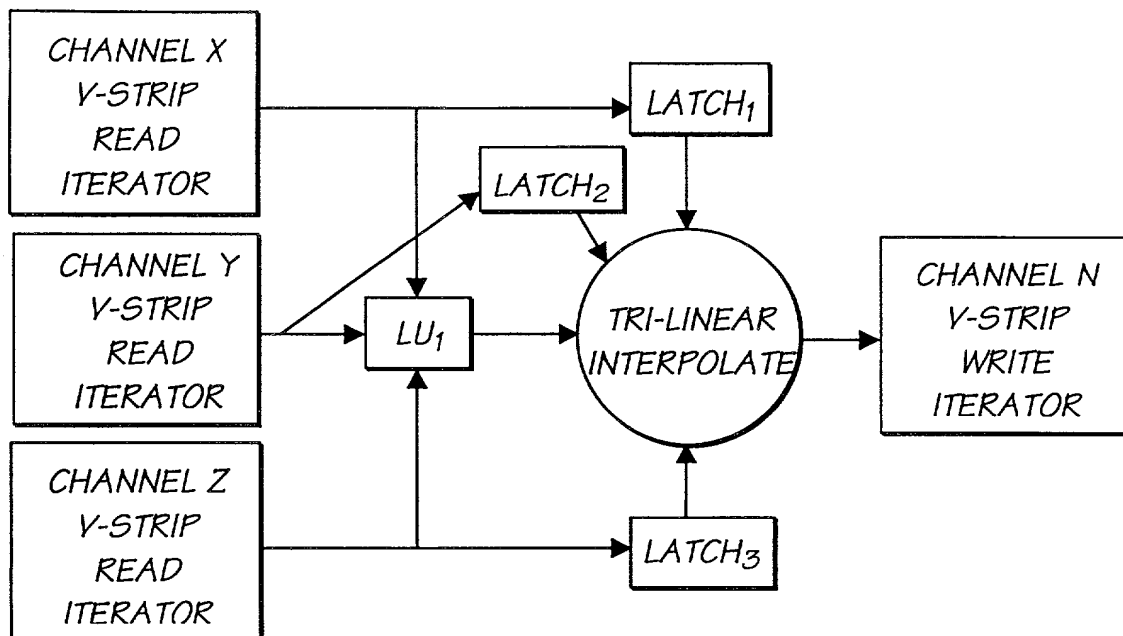 CHANNEL X
V-STRIP
READ
ITERATOR
LATCH1
LATCH2
CHANNEL Y
V-STRIP
READ
ITERATOR
LU1
TRI-LINEAR
INTERPOLATE
CHANNEL N
V-STRIP
WRITE
ITERATOR
CHANNEL Z
V-STRIP
READ
ITERATOR
LATCH3